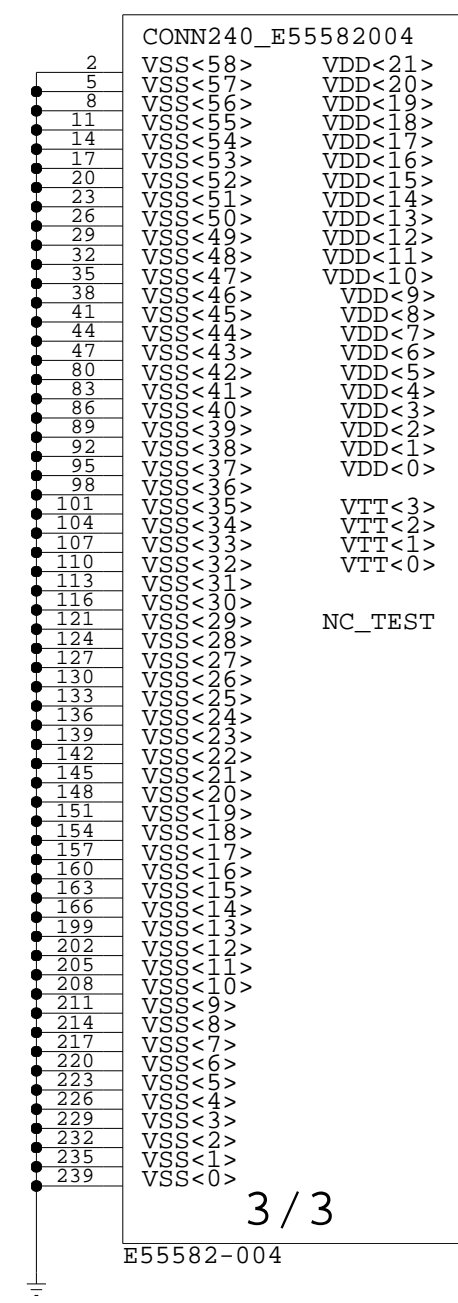 CONN240_E55582004
2 VSS<58> VDD<21>
5 VSS<57> VDD<20>
8 VSS<56> VDD<19>
11 VSS<55> VDD<18>
14 VSS<54> VDD<17>
17 VSS<53> VDD<16>
20 VSS<52> VDD<15>
23 VSS<51> VDD<14>
26 VSS<50> VDD<13>
29 VSS<49> VDD<12>
32 VSS<48> VDD<11>
35 VSS<47> VDD<10>
38 VSS<46> VDD<9>
41 VSS<45> VDD<8>
44 VSS<44> VDD<7>
47 VSS<43> VDD<6>
80 VSS<42> VDD<5>
83 VSS<41> VDD<4>
86 VSS<40> VDD<3>
89 VSS<39> VDD<2>
92 VSS<38> VDD<1>
95 VSS<37> VDD<0>
98 VSS<36>
101 VSS<35> VTT<3>
104 VSS<34> VTT<2>
107 VSS<33> VTT<1>
110 VSS<32> VTT<0>
113 VSS<31>
116 VSS<30>
121 VSS<29> NC_TEST
124 VSS<28>
127 VSS<27>
130 VSS<26>
133 VSS<25>
136 VSS<24>
139 VSS<23>
142 VSS<22>
145 VSS<21>
148 VSS<20>
151 VSS<19>
154 VSS<18>
157 VSS<17>
160 VSS<16>
163 VSS<15>
166 VSS<14>
199 VSS<13>
202 VSS<12>
205 VSS<11>
208 VSS<10>
211 VSS<9>
214 VSS<8>
217 VSS<7>
220 VSS<6>
223 VSS<5>
226 VSS<4>
229 VSS<3>
232 VSS<2>
235 VSS<1>
239 VSS<0>
3/3
E55582-004